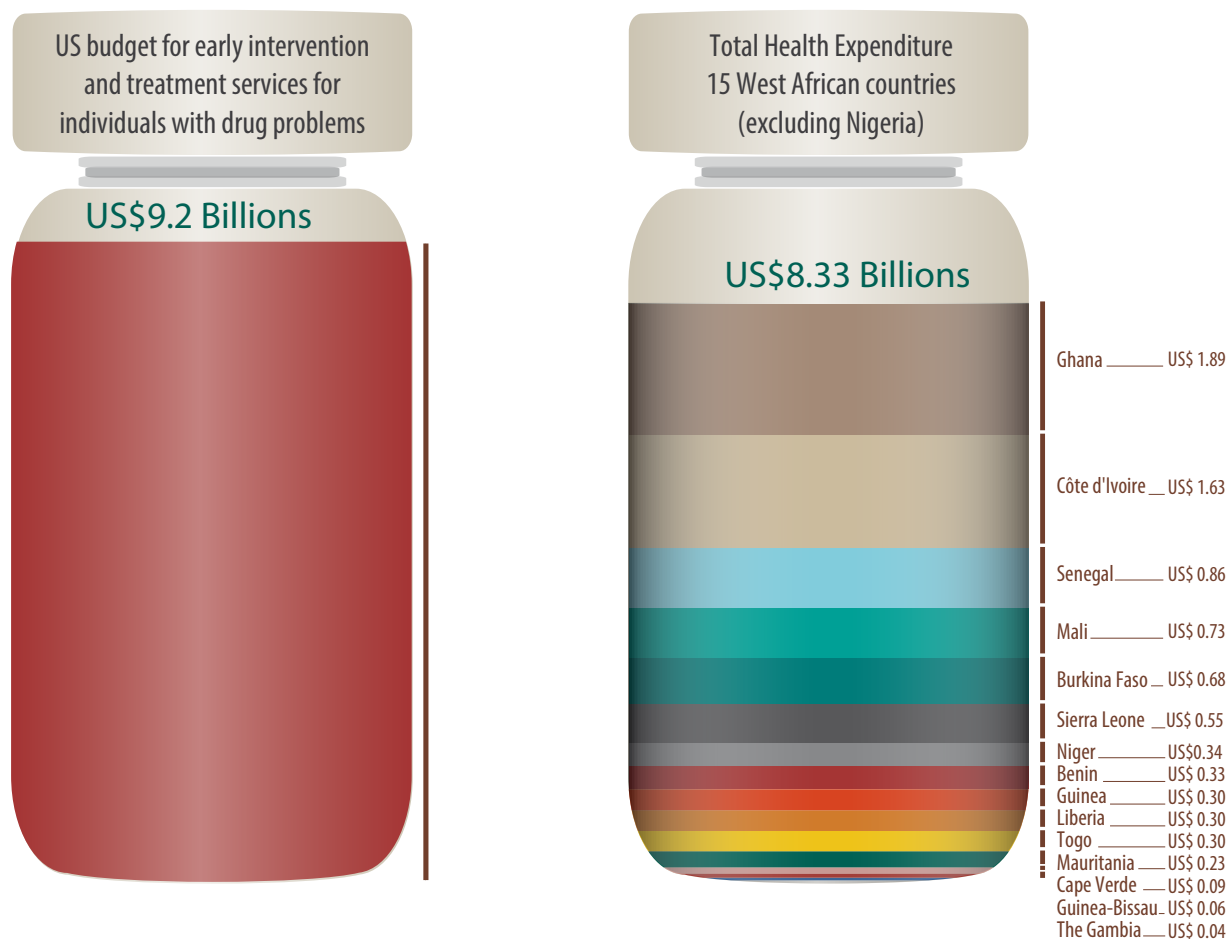 US budget for early intervention
and treatment services for
individuals with drug problems
US$9.2 Billions
Total Health Expenditure
15 West African countries
(excluding Nigeria)
US$8.33 Billions
Ghana US$ 1.89
Côte d'Ivoire US$ 1.63
Senegal US$ 0.86
Mali US$ 0.73
Burkina Faso US$ 0.68
Sierra Leone US$ 0.55
Niger US$0.34
Benin US$ 0.33
Guinea US$ 0.30
Liberia US$ 0.30
Togo US$ 0.30
Mauritania US$ 0.23
Cape Verde US$ 0.09
Guinea-Bissau US$ 0.06
The Gambia US$ 0.04